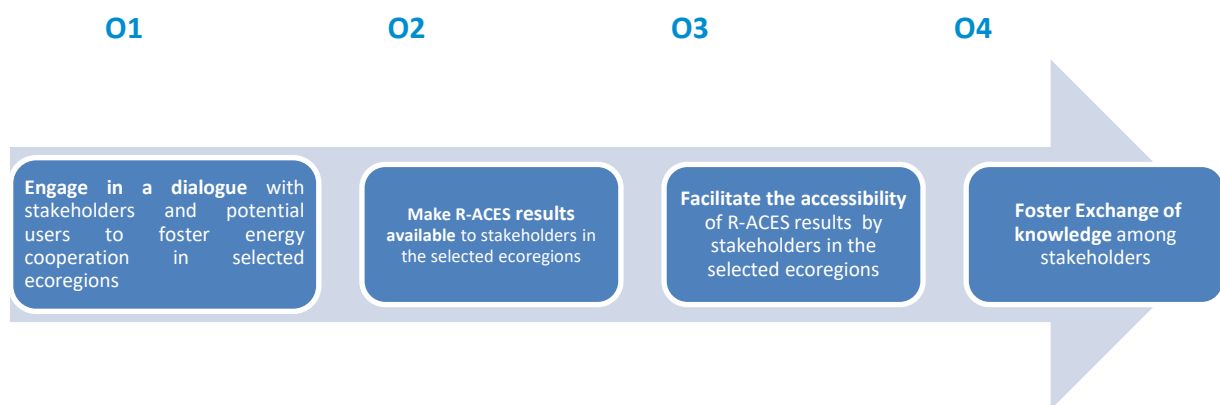 O1
O2
O3
O4
Engage in a dialogue with
stakeholders and potential
users to foster energy
cooperation in selected
ecoregions
Make R-ACES results
available to stakeholders in
the selected ecoregions
Facilitate the accessibility
of R-ACES results by
stakeholders in the
selected ecoregions
Foster Exchange of
knowledge among
stakeholders